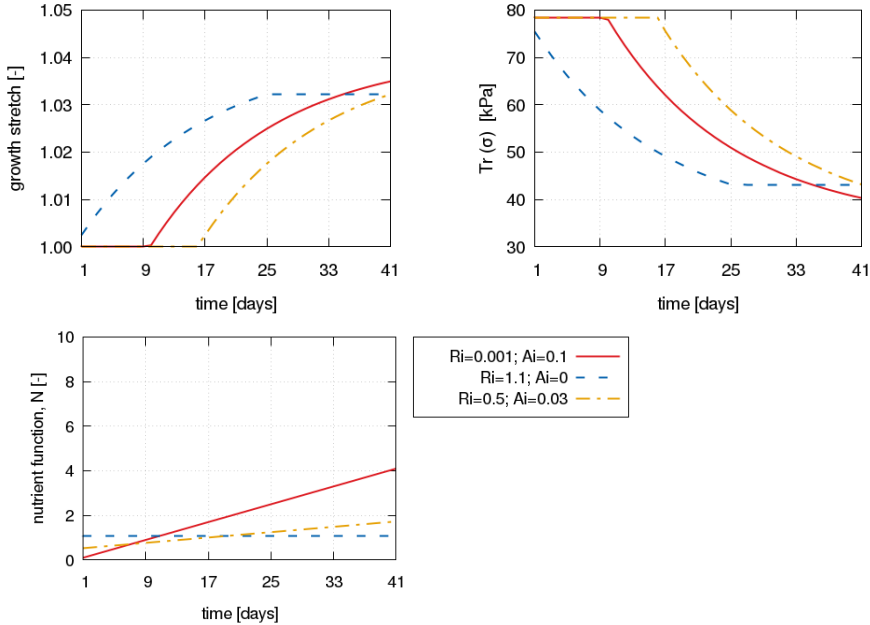 growth stretch [-]
1.05
1.04
1.03
1.02
1.01
1.00
1 9 17 25 33 41
time [days]
Tr (σ) [kPa]
80
70
60
50
40
30
1 9 17 25 33 41
time [days]
nutrient function, N [-]
10
8
6
4
2
0
1 9 17 25 33 41
time [days]
Ri=0.001; Ai=0.1
Ri=1.1; Ai=0
Ri=0.5; Ai=0.03